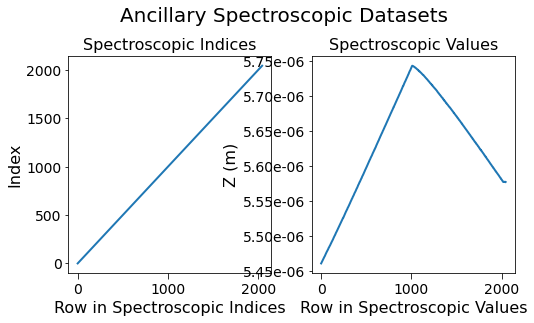 Ancillary Spectroscopic Datasets
Spectroscopic Indices
Spectroscopic Values
2000
1500
1000
500
0
Index
0
1000
2000
Row in Spectroscopic Indices
5.75e-06
5.70e-06
5.65e-06
5.60e-06
5.55e-06
5.50e-06
5.45e-06
Z (m)
0
1000
2000
Row in Spectroscopic Values